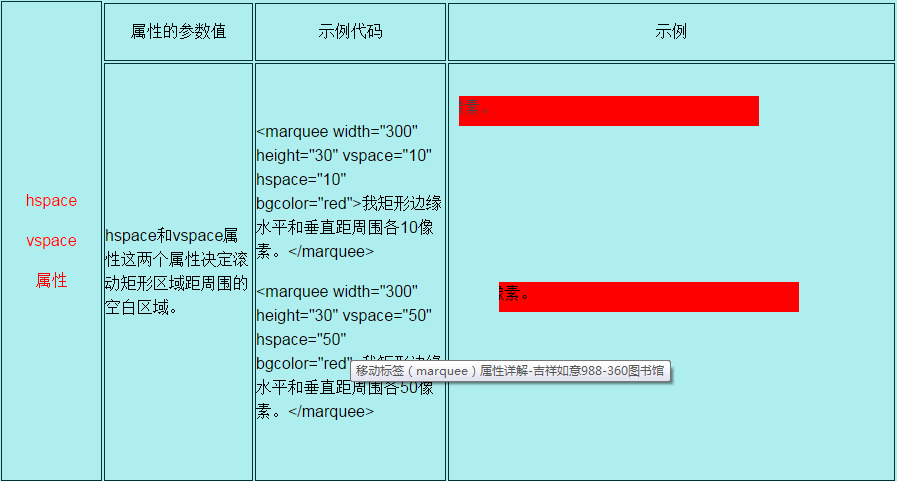 hspace
vspace
属性
属性的参数值
示例代码
示例
hspace和vspace属
性这两个属性决定滚
动矩形区域距周围的
空白区域。
<marquee width="300"
height="30" vspace="10"
hspace="10"
bgcolor="red">我矩形边缘
水平和垂直距周围各10像
素。</marquee>
<marquee width="300"
height="30" vspace="50"
hspace="50"
bgcolor="red">我矩形边缘
水平和垂直距周围各50像
素。</marquee>
素。
素。
移动标签（marquee）属性详解-吉祥如意988-360图书馆